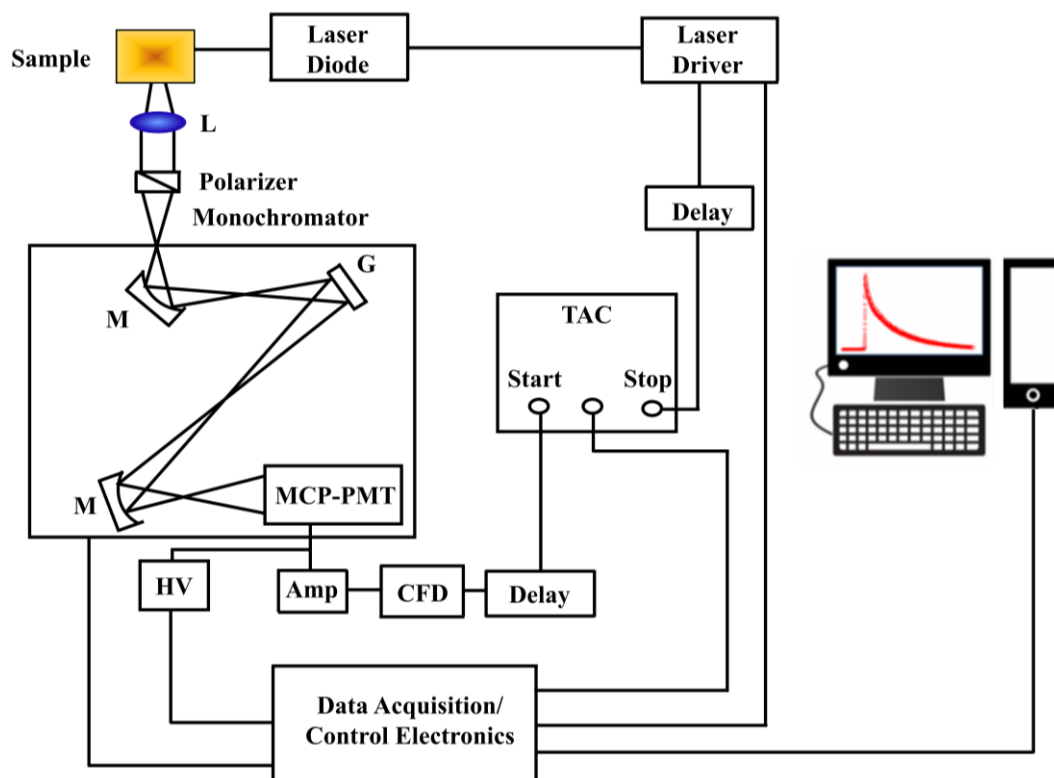 Laser
Diode
Laser
Driver
Sample
L
Polarizer
Delay
Monochromator
G
M
TAC
Start
Stop
M
MCP-PMT
HV
Amp
CFD
Delay
Data Acquisition/
Control Electronics